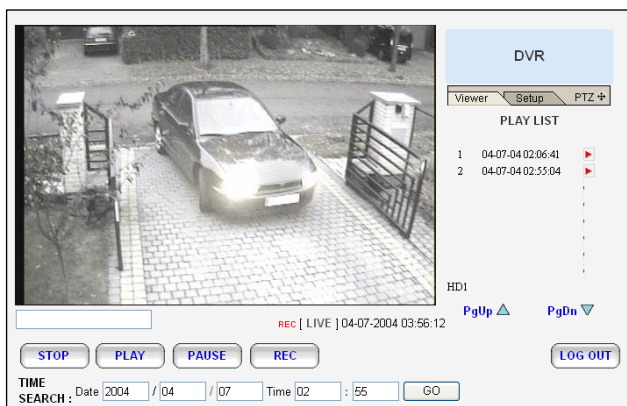 DVR
Viewer Setup PTZ
PLAY LIST
1 04-07-04 02:06:41
2 04-07-04 02:55:04
HD1
PgUp PgDn
REC [ LIVE ] 04-07-2004 03:56:12
STOP PLAY PAUSE REC LOG OUT
TIME
SEARCH : Date 2004 / 04 / 07 Time 02 : 55 GO